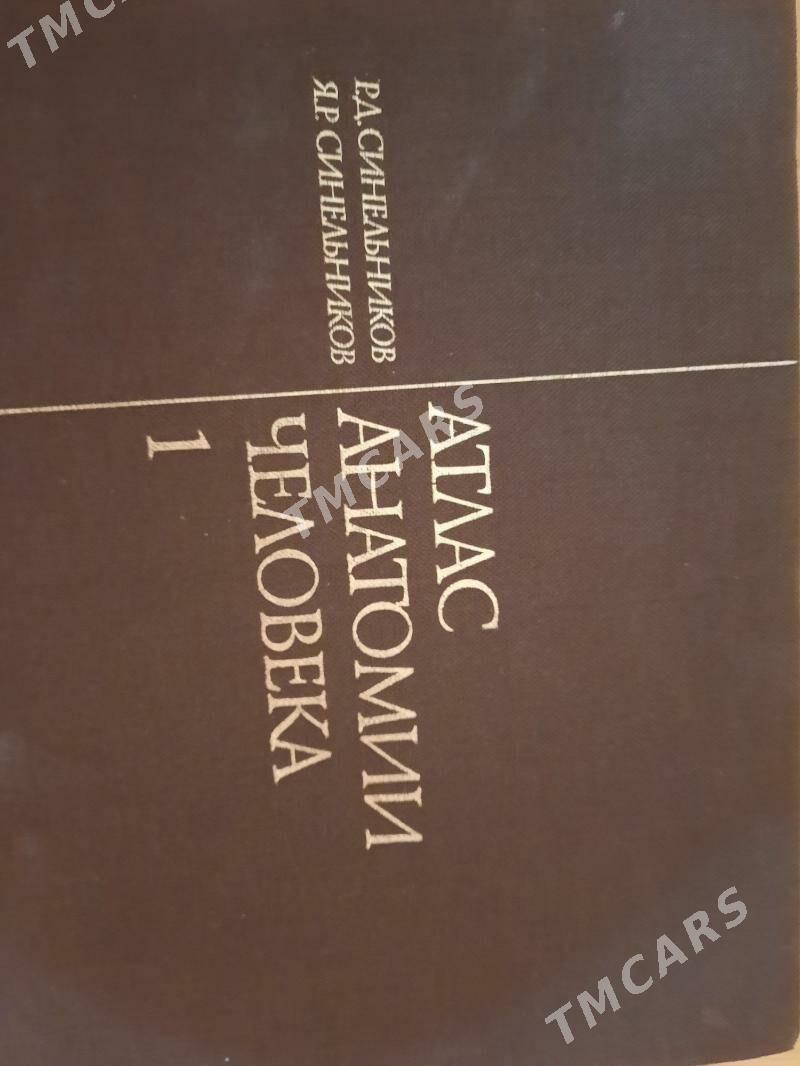 Р.Д. СИНЕЛЬНИКОВ
Я.Р. СИНЕЛЬНИКОВ
АТЛАС
АНАТОМИИ
ЧЕЛОВЕКА
1
TMCARS
TMCARS
TMCARS